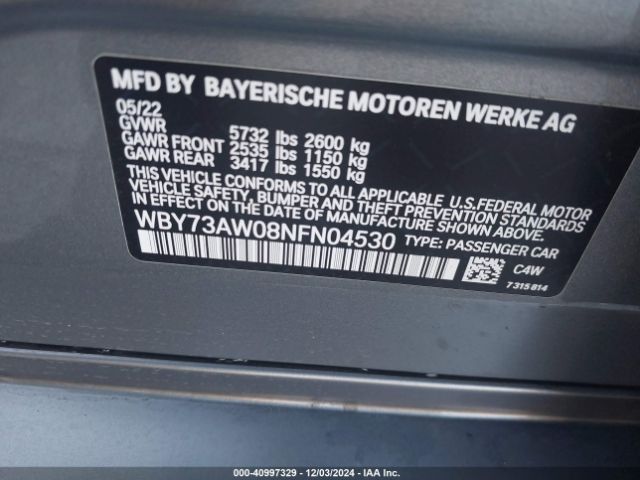 MFD BY BAYERISCHE MOTOREN WERKE AG
05/22
GVWR 5732 lbs 2600 kg
GAWR FRONT 2535 lbs 1150 kg
GAWR REAR 3417 lbs 1550 kg
THIS VEHICLE CONFORMS TO ALL APPLICABLE U.S.FEDERAL MOTOR
VEHICLE SAFETY, BUMPER, AND THEFT PREVENTION STANDARDS
IN EFFECT ON THE DATE OF MANUFACTURE SHOWN ABOVE.
WBY73AW08NFN04530 TYPE: PASSENGER CAR
C4W
7315814
000-40997329 - 12/03/2024 - IAA Inc.